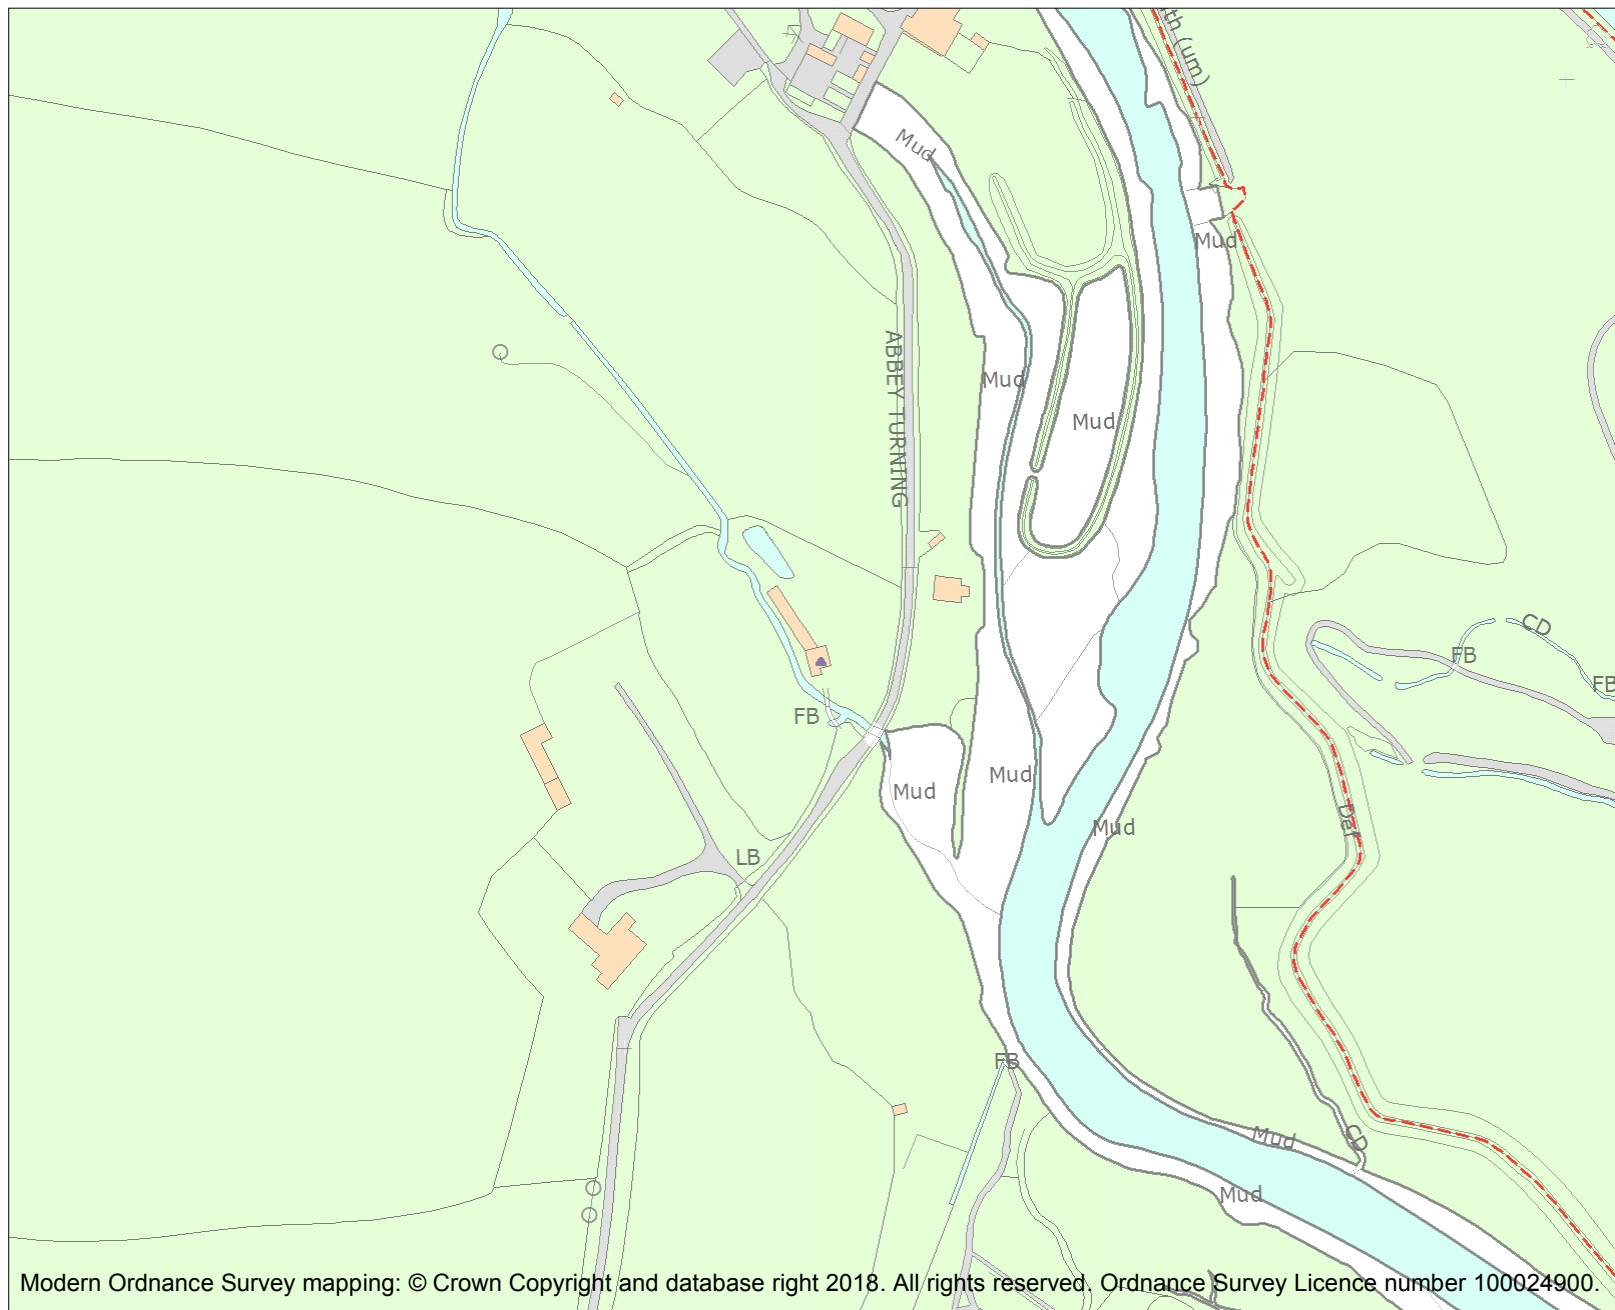 th (um)
Mud
Mud
ABBEY TURNING
Mud
Mud
CD
FB
FB
FB
Mud
Mud
Mud
Def
LB
FB
Mud
CD
Mud
Modern Ordnance Survey mapping: © Crown Copyright and database right 2018. All rights reserved. Ordnance Survey Licence number 100024900.